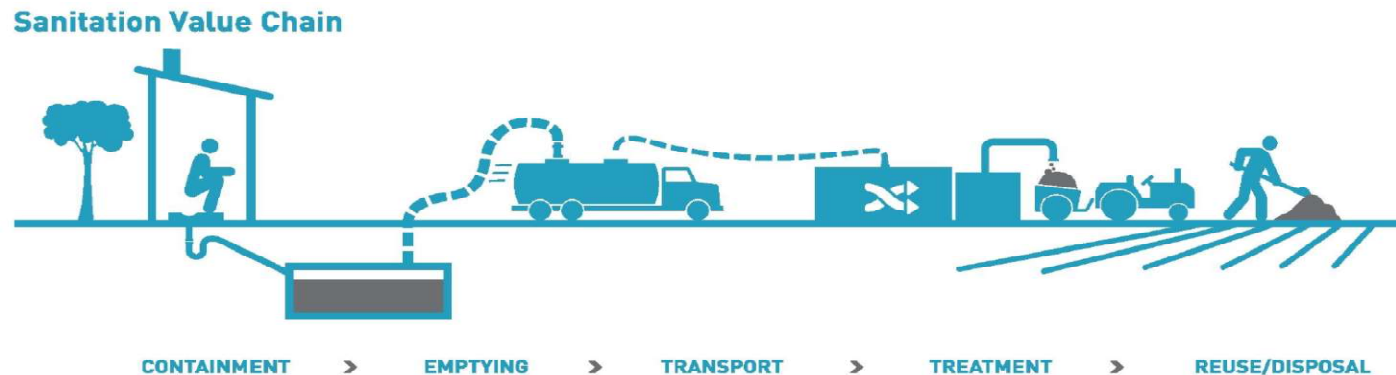 Sanitation Value Chain
CONTAINMENT > EMPTYING > TRANSPORT > TREATMENT > REUSE/DISPOSAL